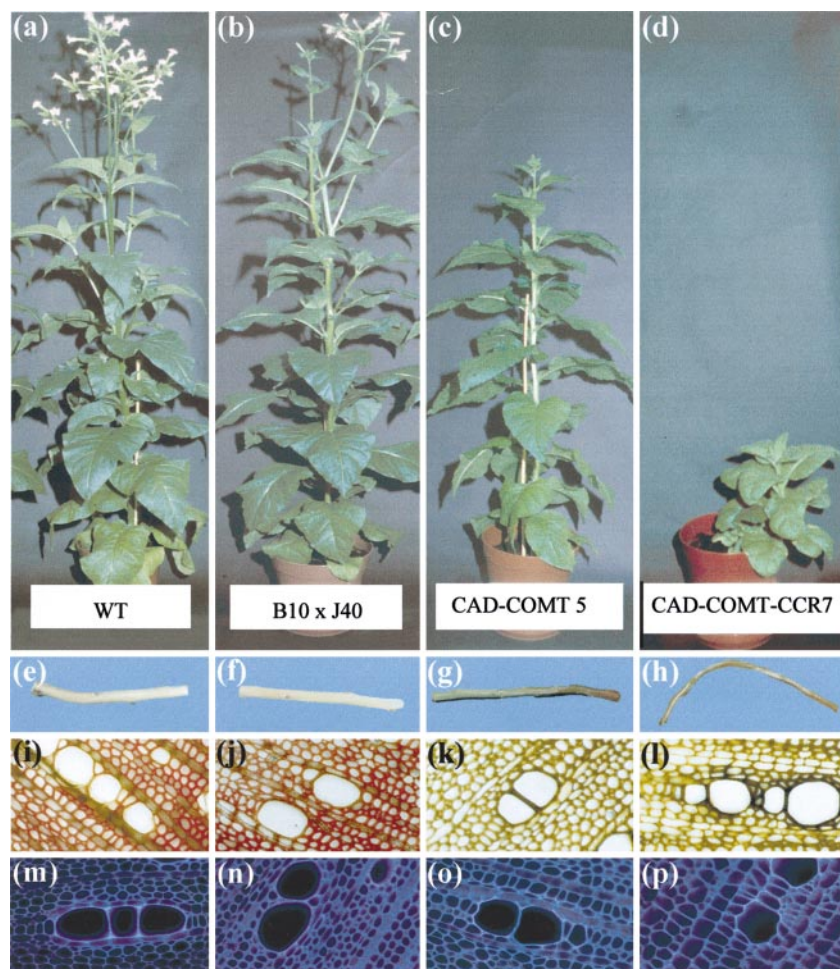 (a) (b) (c) (d)
WT B10 x J40 CAD-COMT 5 CAD-COMT-CCR7
(e) (f) (g) (h)
(i) (j) (k) (l)
(m) (n) (o) (p)